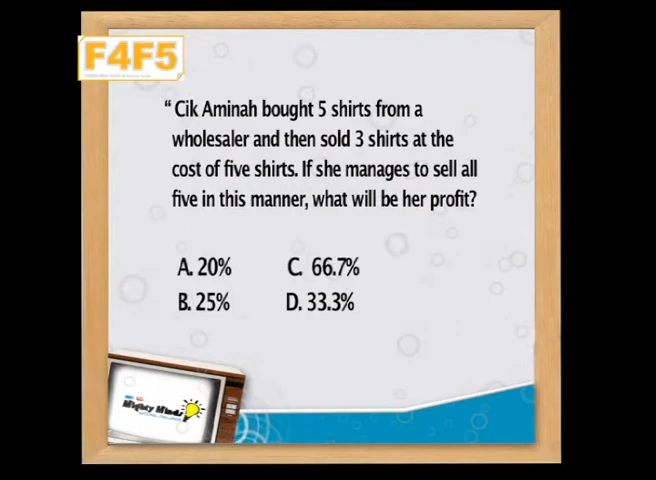 F4F5
“ Cik Aminah bought 5 shirts from a
wholesaler and then sold 3 shirts at the
cost of five shirts. If she manages to sell all
five in this manner, what will be her profit?
A. 20% C. 66.7%
B. 25% D. 33.3%
Mighty Minds